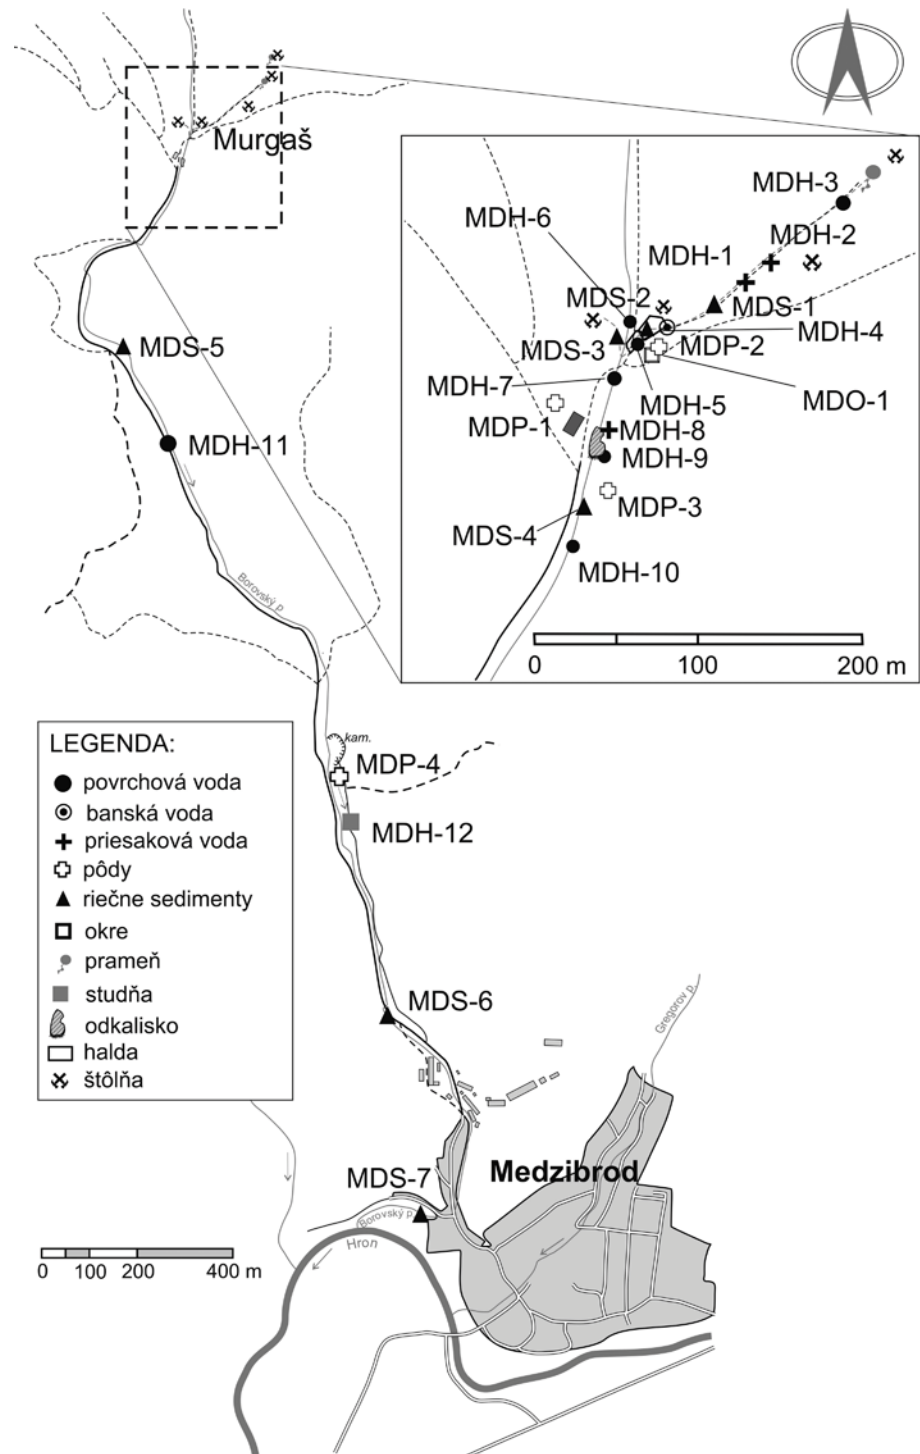 Murgaš
MDH-3
MDH-6
MDH-2
MDH-1
MDS-2
MDS-1
MDH-4
MDS-3
MDP-2
MDH-7
MDO-1
MDH-5
MDP-1
MDH-8
MDH-9
MDP-3
MDS-4
MDH-10
0 100 200 m
MDS-5
MDH-11
Borovský p.
kam.
MDP-4
MDH-12
LEGENDA:
povrchová voda
banská voda
priesaková voda
pôdy
riečne sedimenty
okre
prameň
studňa
odkalisko
halda
štôlňa
MDS-6
Gregorov p.
Medzibrod
MDS-7
Borovský p.
Hron
0 100 200 400 m